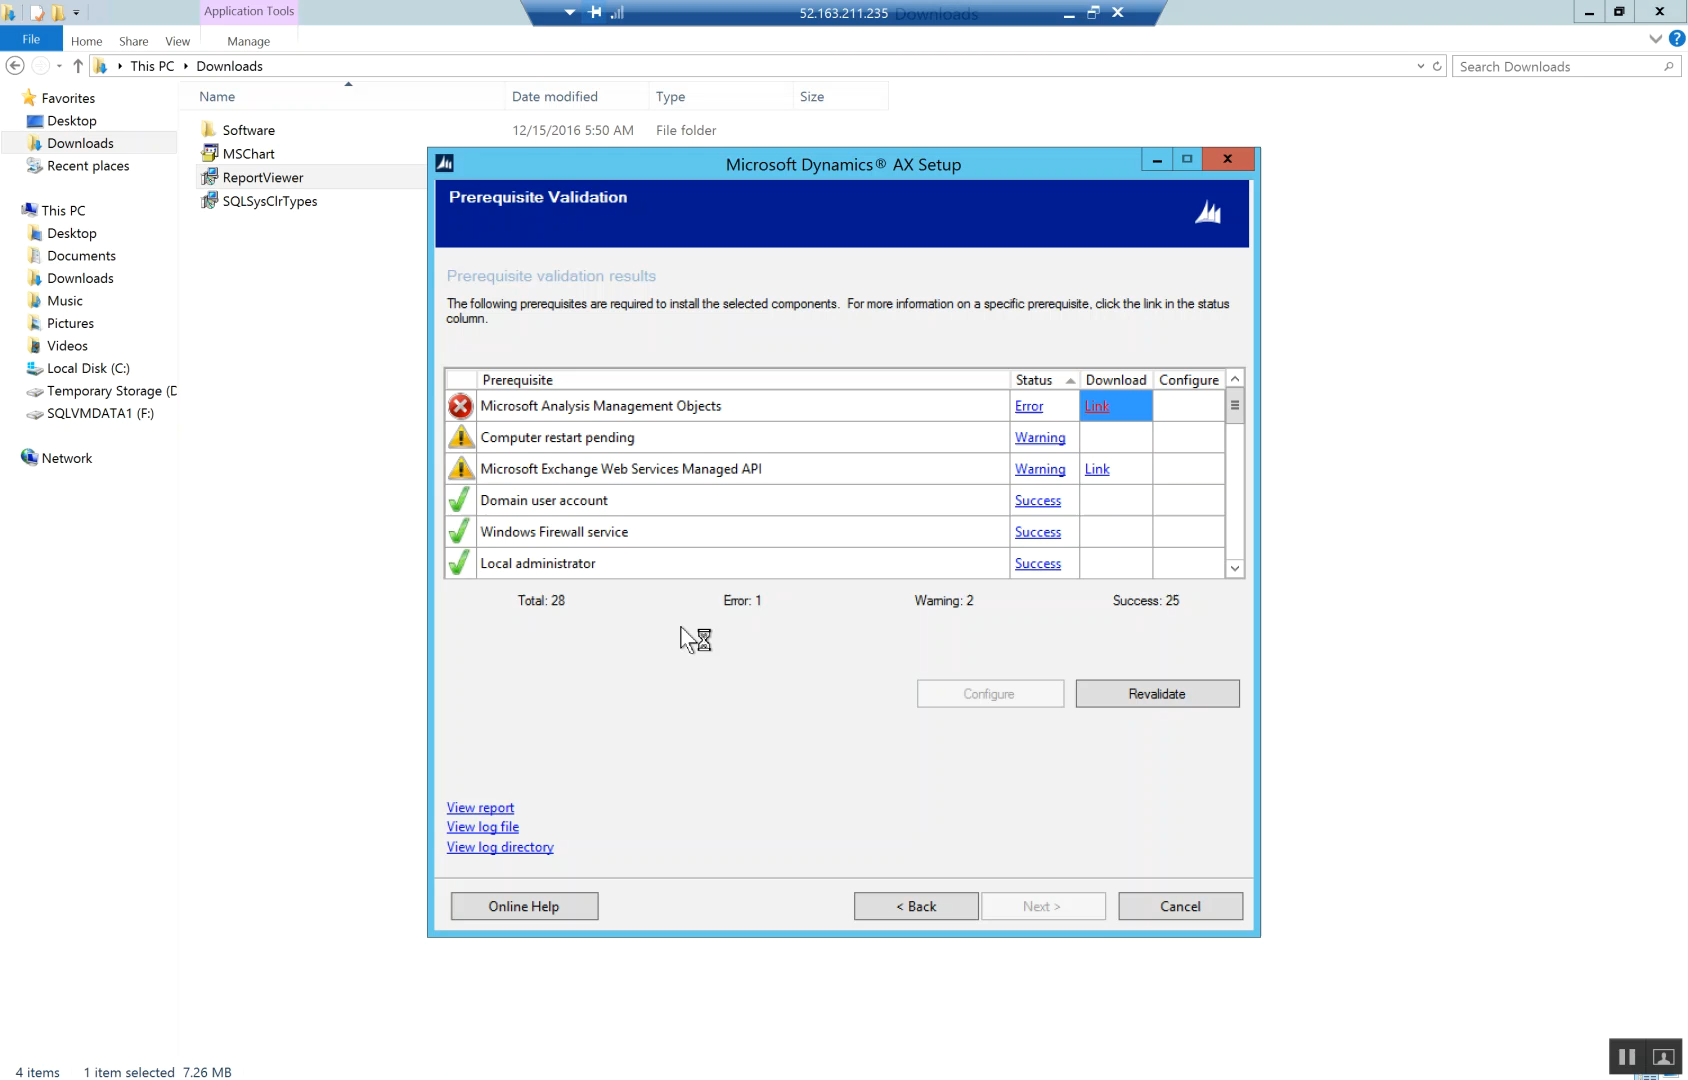 Application Tools
52.163.211.235 Downloads
File Home Share View Manage
This PC Downloads
Search Downloads
Name Date modified Type Size
Favorites
Desktop
Downloads
Recent places
This PC
Desktop
Documents
Downloads
Music
Pictures
Videos
Local Disk (C:)
Temporary Storage (D
SQLVMDATA1 (F:)
Network
Software 12/15/2016 5:50 AM File folder
MSChart
ReportViewer
SQLSysClrTypes
Microsoft Dynamics® AX Setup
Prerequisite Validation
Prerequisite validation results
The following prerequisites are required to install the selected components. For more information on a specific prerequisite, click the link in the status
column.
Prerequisite Status Download Configure
Microsoft Analysis Management Objects Error Link
Computer restart pending Warning
Microsoft Exchange Web Services Managed API Warning Link
Domain user account Success
Windows Firewall service Success
Local administrator Success
Total: 28 Error: 1 Warning: 2 Success: 25
Configure Revalidate
View report
View log file
View log directory
Online Help < Back Next > Cancel
4 items 1 item selected 7.26 MB